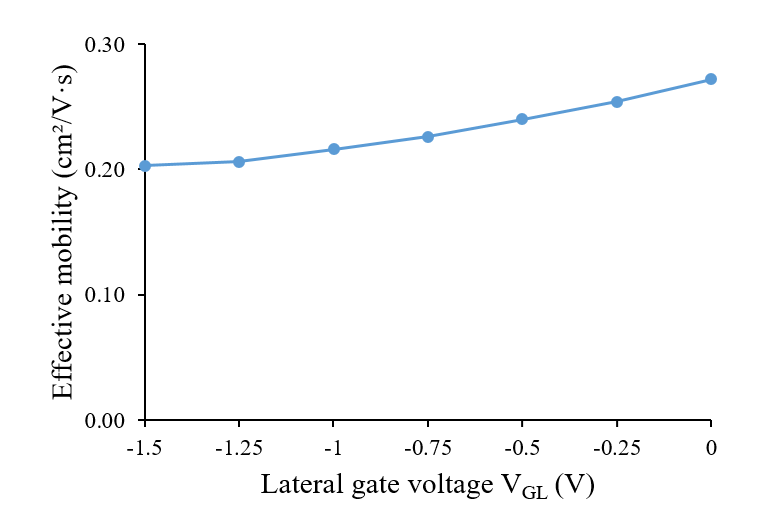 0.30
0.20
0.10
0.00
Effective mobility (cm²/V·s)
-1.5 -1.25 -1 -0.75 -0.5 -0.25 0
Lateral gate voltage V_GL (V)